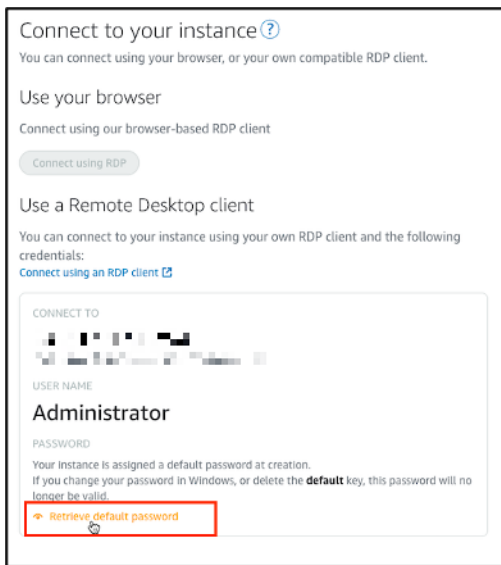 Connect to your instance ?
You can connect using your browser, or your own compatible RDP client.
Use your browser
Connect using our browser-based RDP client
Connect using RDP
Use a Remote Desktop client
You can connect to your instance using your own RDP client and the following
credentials:
Connect using an RDP client
CONNECT TO
USER NAME
Administrator
PASSWORD
Your instance is assigned a default password at creation.
If you change your password in Windows, or delete the default key, this password will no
longer be valid.
Retrieve default password